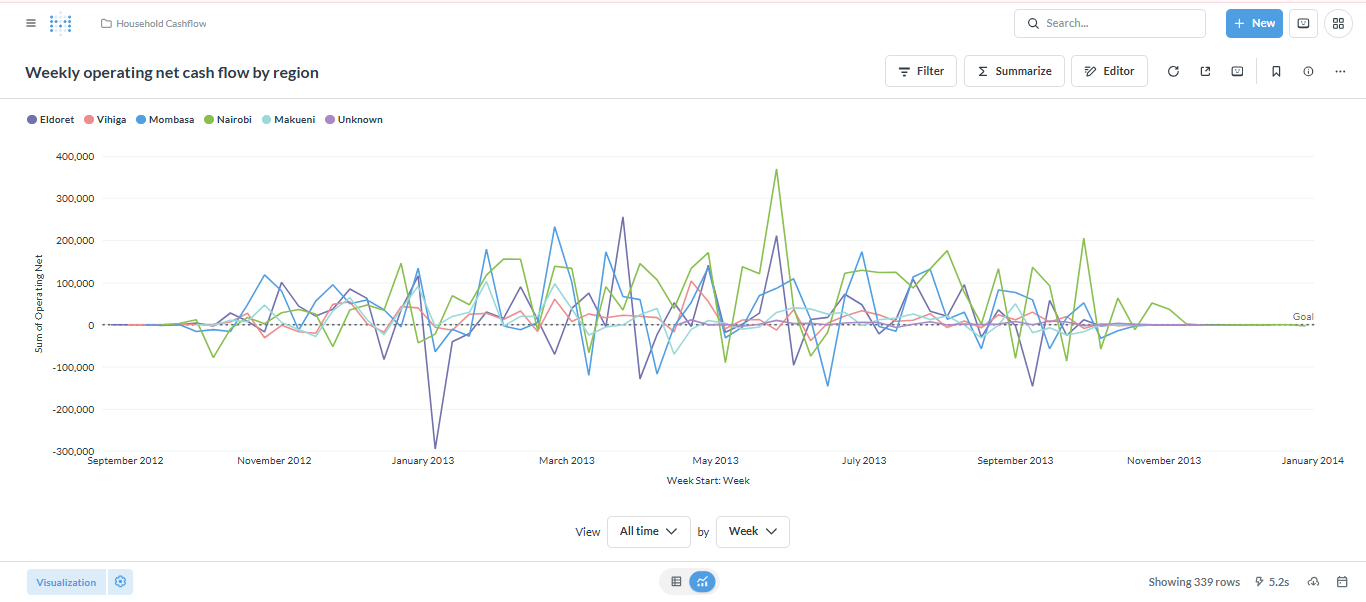 Household Cashflow
Search...
+ New
Weekly operating net cash flow by region
Filter
Σ Summarize
Editor
Eldoret Vihiga Mombasa Nairobi Makueni Unknown
400,000
300,000
200,000
100,000
0
-100,000
-200,000
-300,000
Sum of Operating Net
Goal
September 2012 November 2012 January 2013 March 2013 May 2013 July 2013 September 2013 November 2013 January 2014
Week Start: Week
View All time by Week
Visualization
Showing 339 rows 5.2s